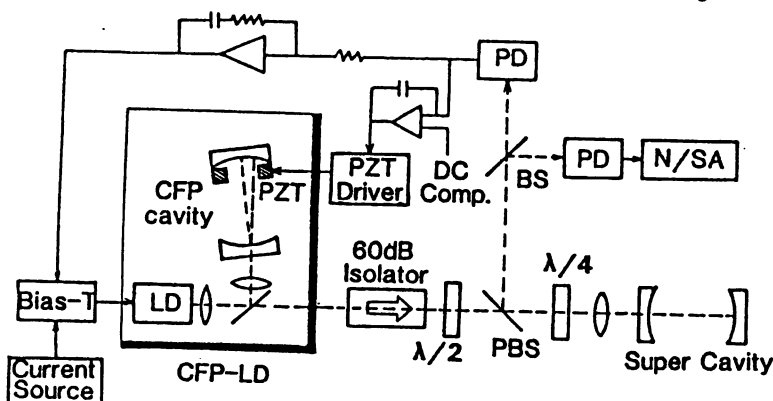 PD
CFP
cavity
PZT
PZT
Driver
DC
Comp.
BS
PD
N/SA
60dB
Isolator
λ/4
Bias-T
LD
λ/2
PBS
Super Cavity
Current
Source
CFP-LD